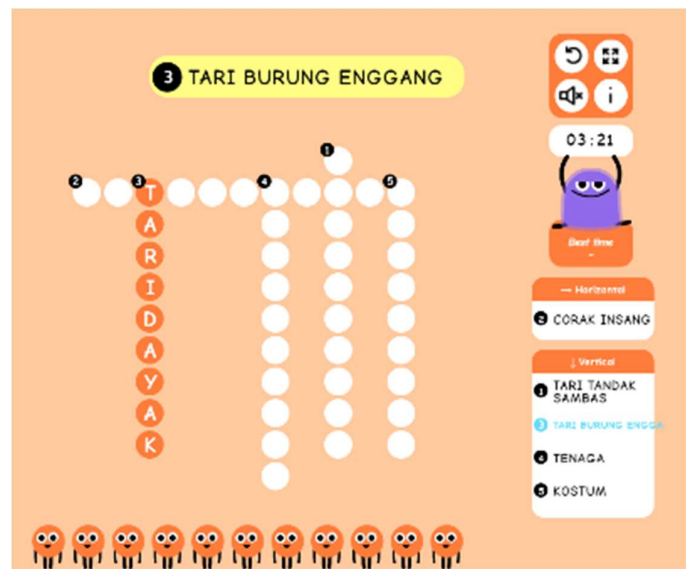 3 TARI BURUNG ENGGANG
i
03:21
Beat time
-
→ Horizontal
2 CORAK INSANG
↓ Vertical
1 TARI TANDAK
SAMBAS
3 TARI BURUNG ENGGA
4 TENAGA
5 KOSTUM
1
2 3 4 5
T
A
R
I
D
A
Y
A
K